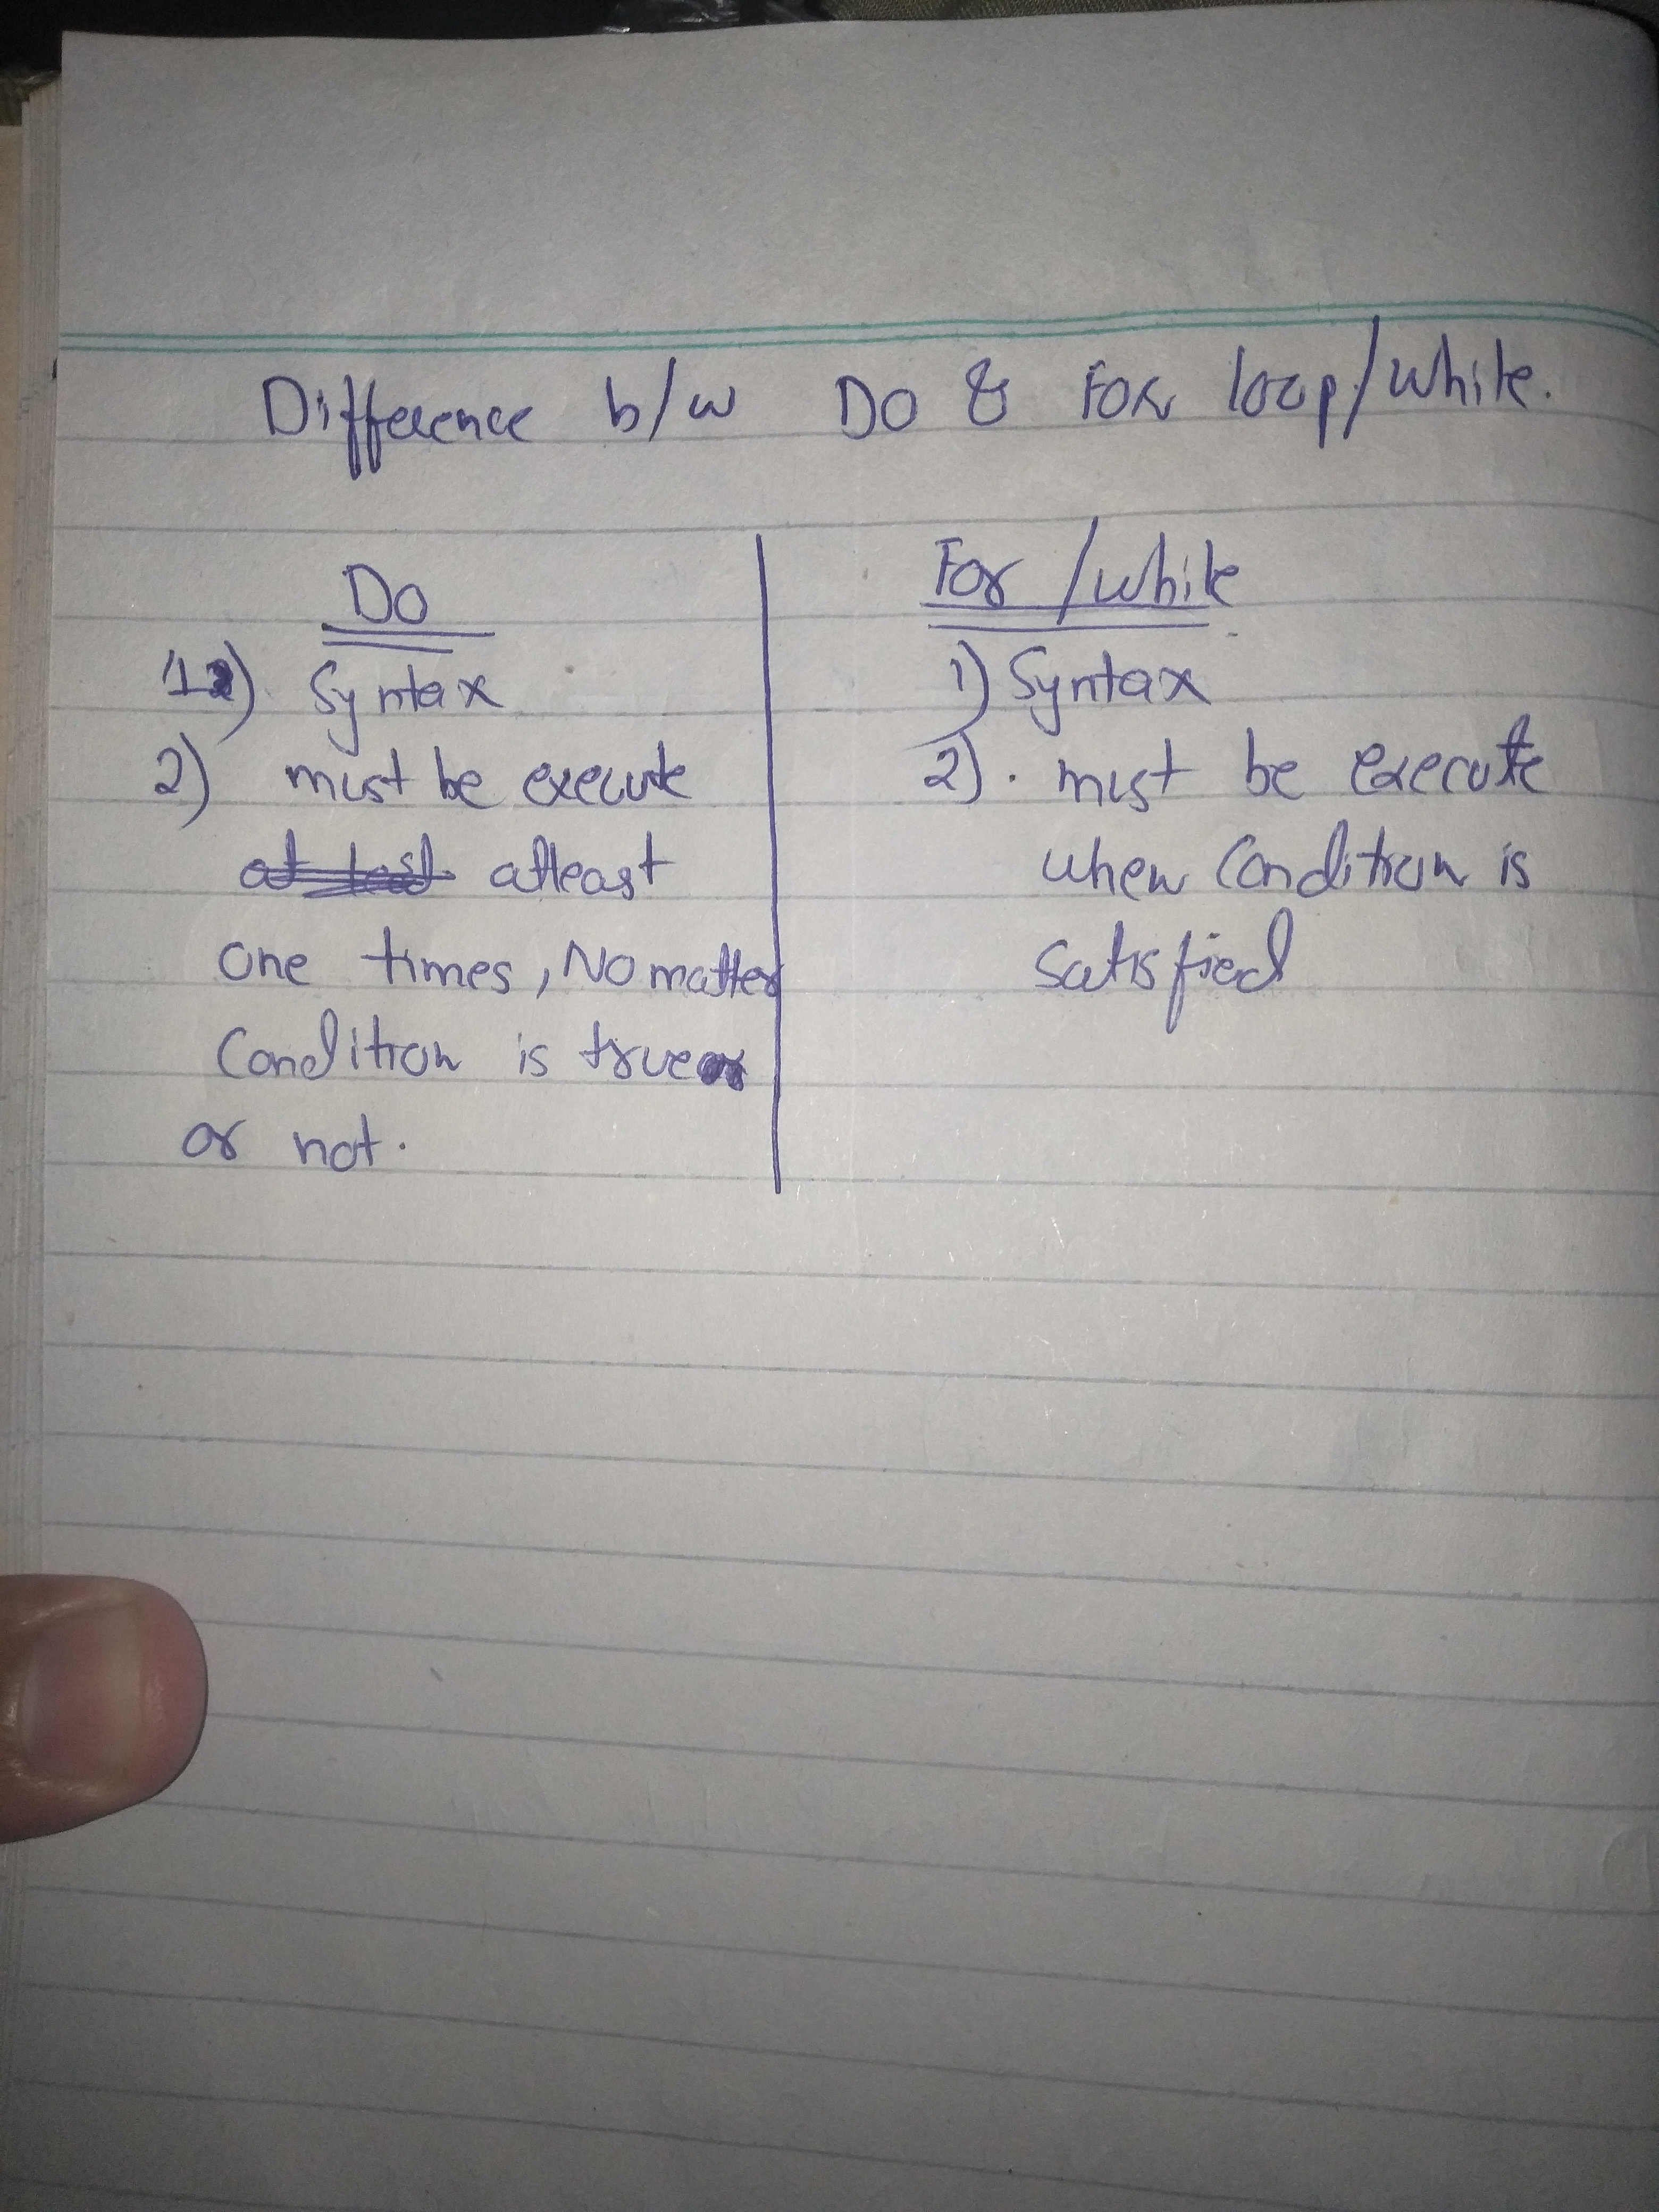 Difference b/w Do & For loop/while.
Do
For /while
1) Syntax
2) must be execute
atleast
one times, No matter
Condition is true
or not.
1) Syntax
2). must be execute
when Condition is
satisfied